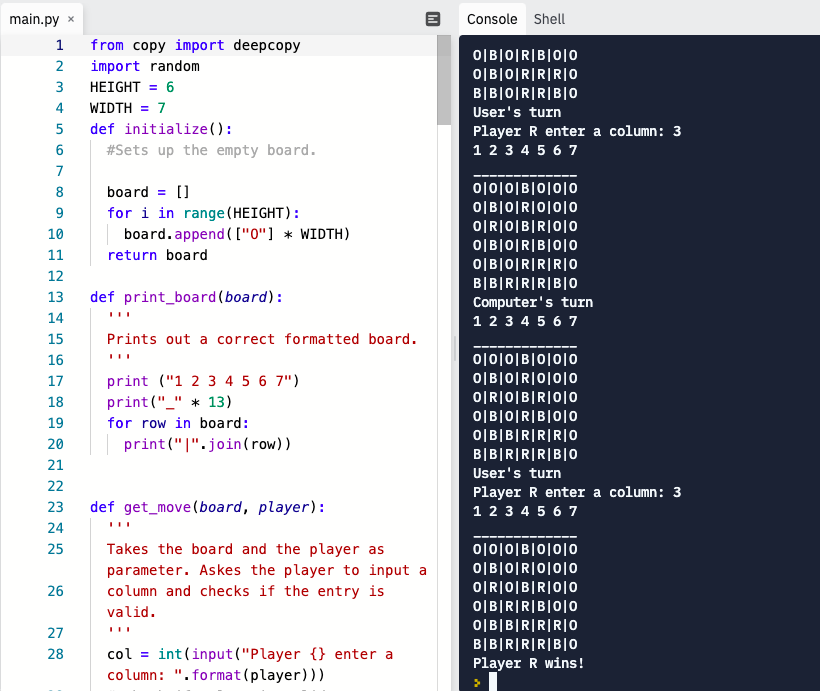 main.py ×
1 from copy import deepcopy
2 import random
3 HEIGHT = 6
4 WIDTH = 7
5 def initialize():
6 #Sets up the empty board.
7
8 board = []
9 for i in range(HEIGHT):
10 board.append(["O"] * WIDTH)
11 return board
12
13 def print_board(board):
14 '''
15 Prints out a correct formatted board.
16 '''
17 print ("1 2 3 4 5 6 7")
18 print("_" * 13)
19 for row in board:
20 print("|".join(row))
21
22
23 def get_move(board, player):
24 '''
25 Takes the board and the player as
parameter. Askes the player to input a
26 column and checks if the entry is
valid.
27 '''
28 col = int(input("Player {} enter a
column: ".format(player)))
Console Shell
O|B|O|R|B|O|O
O|B|O|R|R|R|O
B|B|O|R|R|B|O
User's turn
Player R enter a column: 3
1 2 3 4 5 6 7
_____________
O|O|O|B|O|O|O
O|B|O|R|O|O|O
O|R|O|B|R|O|O
O|B|O|R|B|O|O
O|B|O|R|R|R|O
B|B|R|R|R|B|O
Computer's turn
1 2 3 4 5 6 7
_____________
O|O|O|B|O|O|O
O|B|O|R|O|O|O
O|R|O|B|R|O|O
O|B|O|R|B|O|O
O|B|B|R|R|R|O
B|B|R|R|R|B|O
User's turn
Player R enter a column: 3
1 2 3 4 5 6 7
_____________
O|O|O|B|O|O|O
O|B|O|R|O|O|O
O|R|O|B|R|O|O
O|B|R|R|B|O|O
O|B|B|R|R|R|O
B|B|R|R|R|B|O
Player R wins!
>